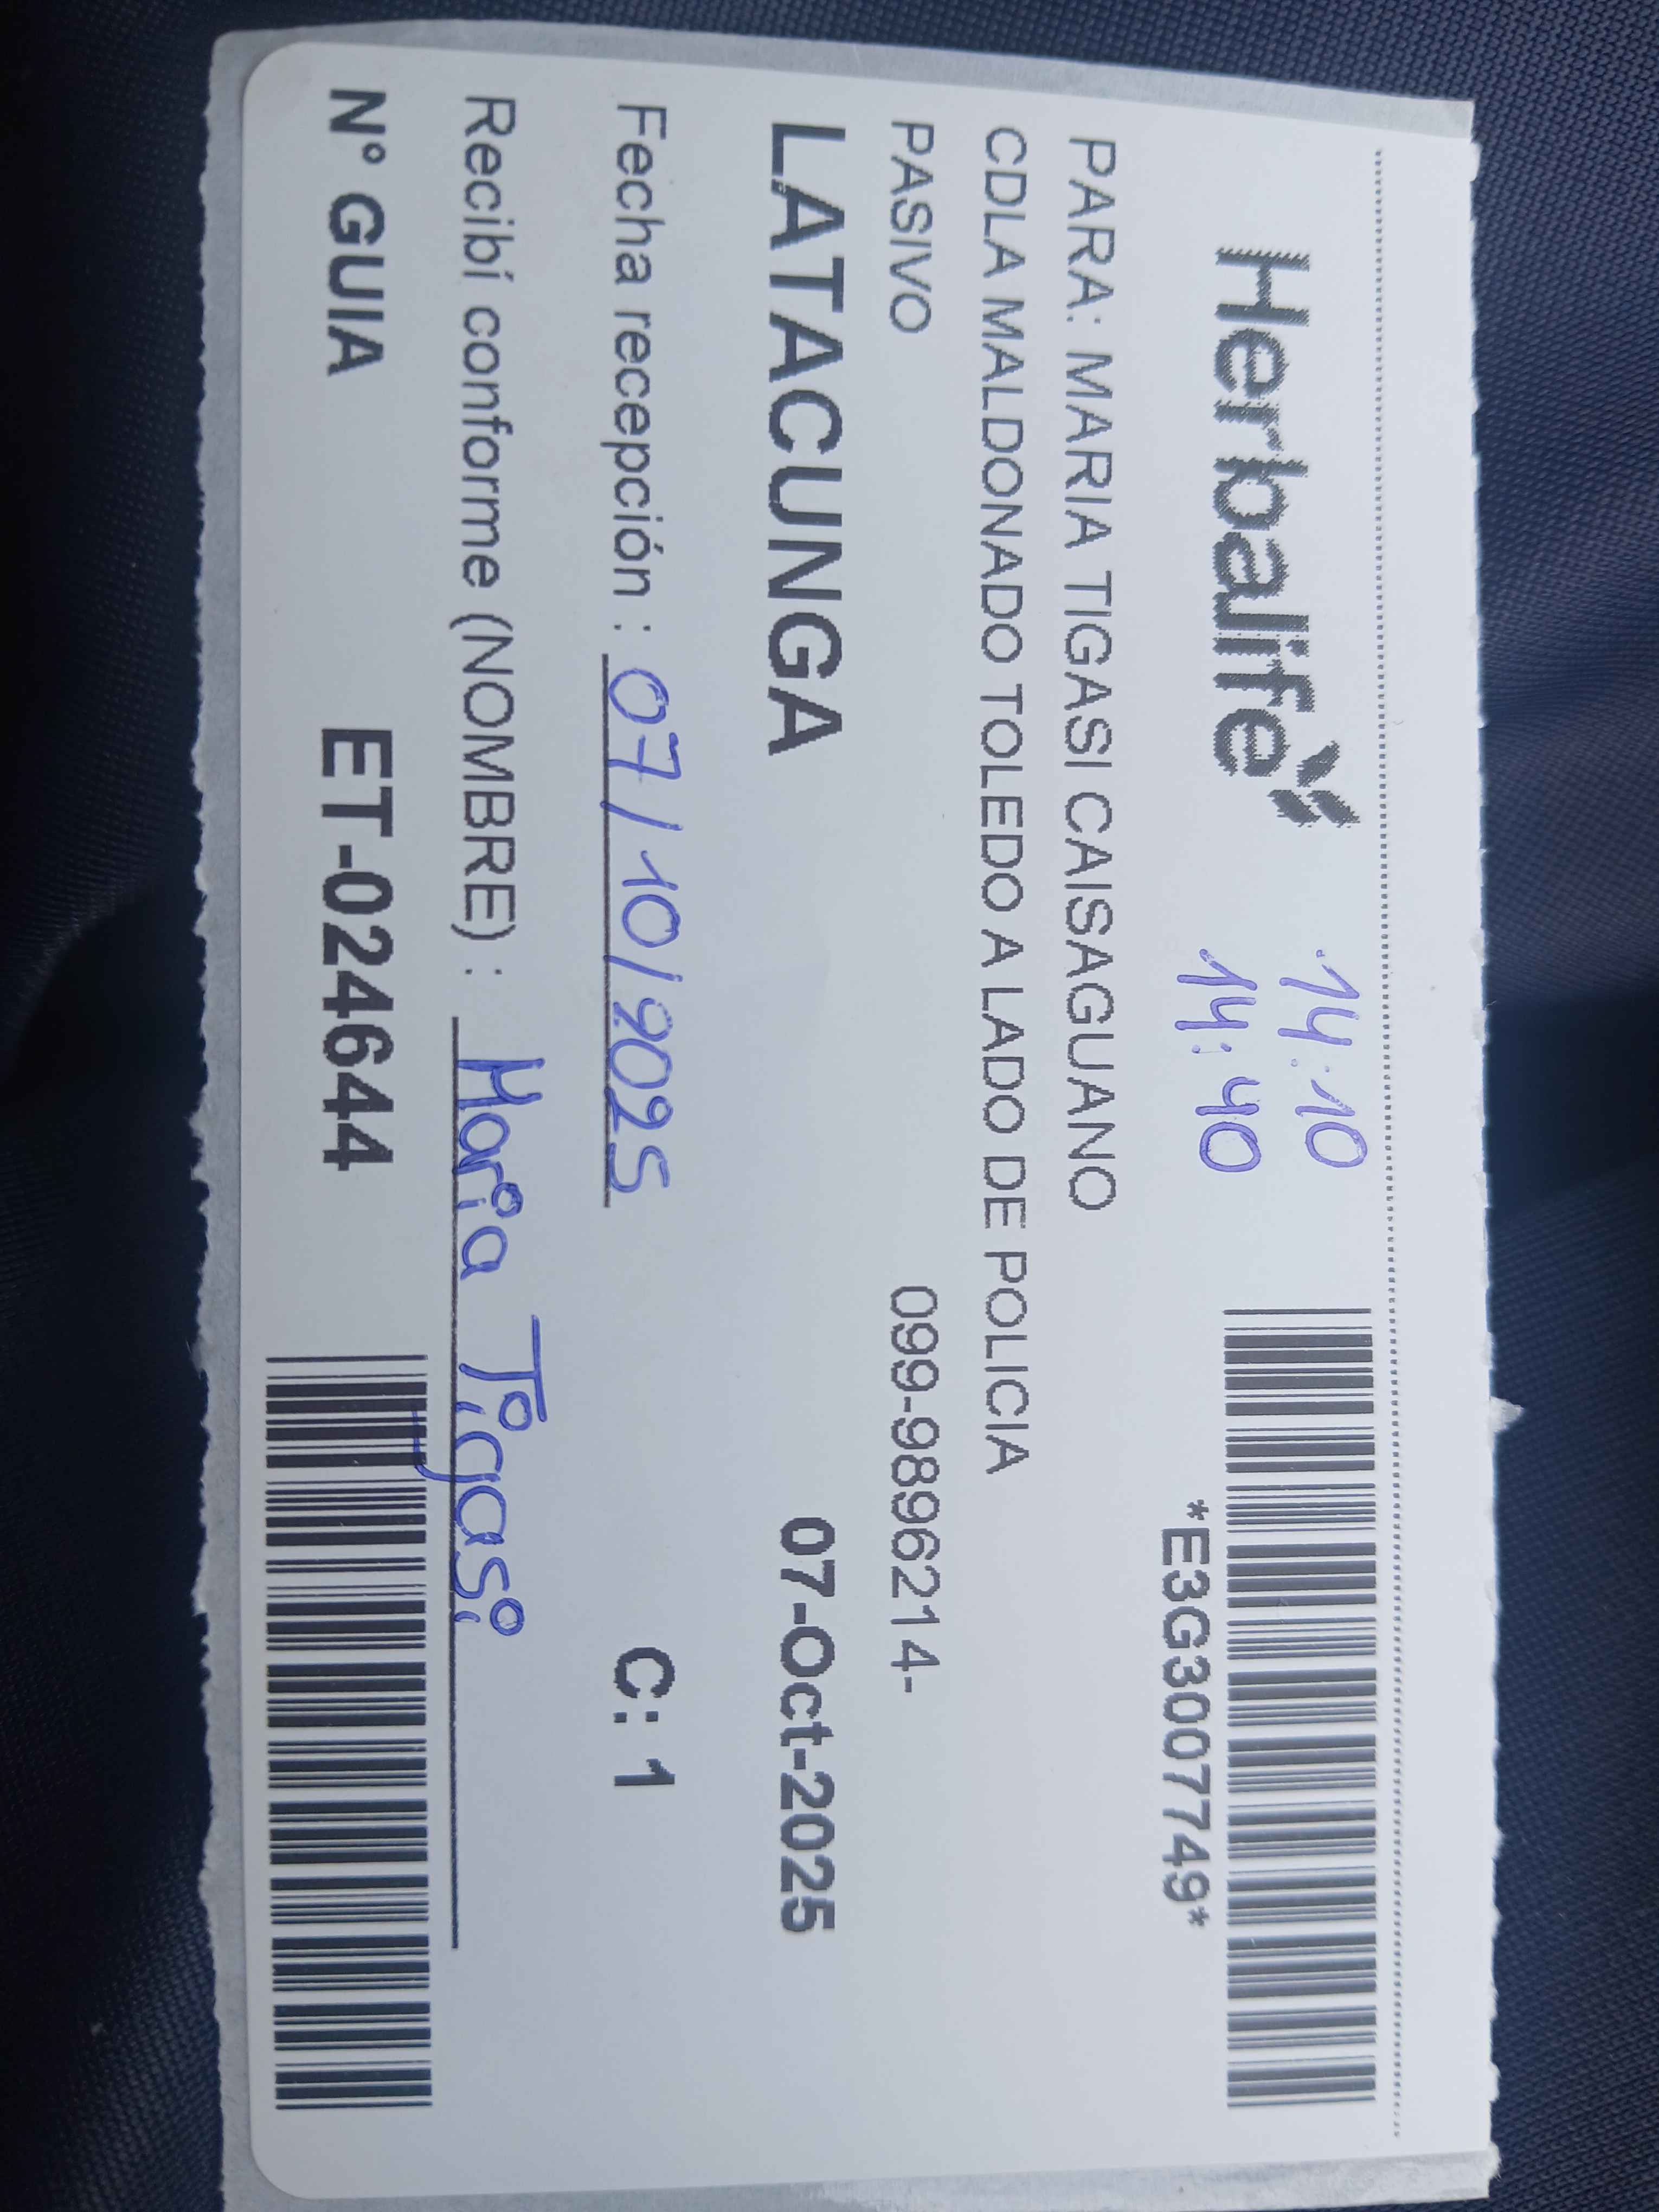 Herbalife
14:10
14:40
*E3G3007749*
PARA: MARIA TIGASI CAISAGUANO
CDLA MALDONADO TOLEDO A LADO DE POLICIA
PASIVO 099-9896214-
LATACUNGA 07-Oct-2025
Fecha recepción : 07/10/2025 C: 1
Recibí conforme (NOMBRE) : Maria Tigasi
N° GUIA ET-024644